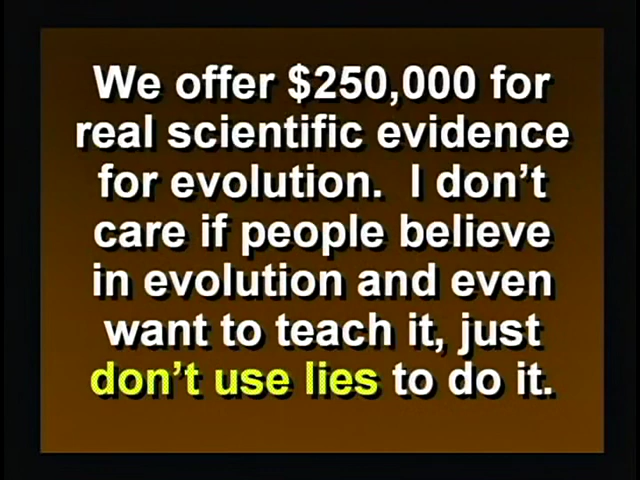 We offer $250,000 for
real scientific evidence
for evolution.  I don't
care if people believe
in evolution and even
want to teach it, just
don't use lies to do it.